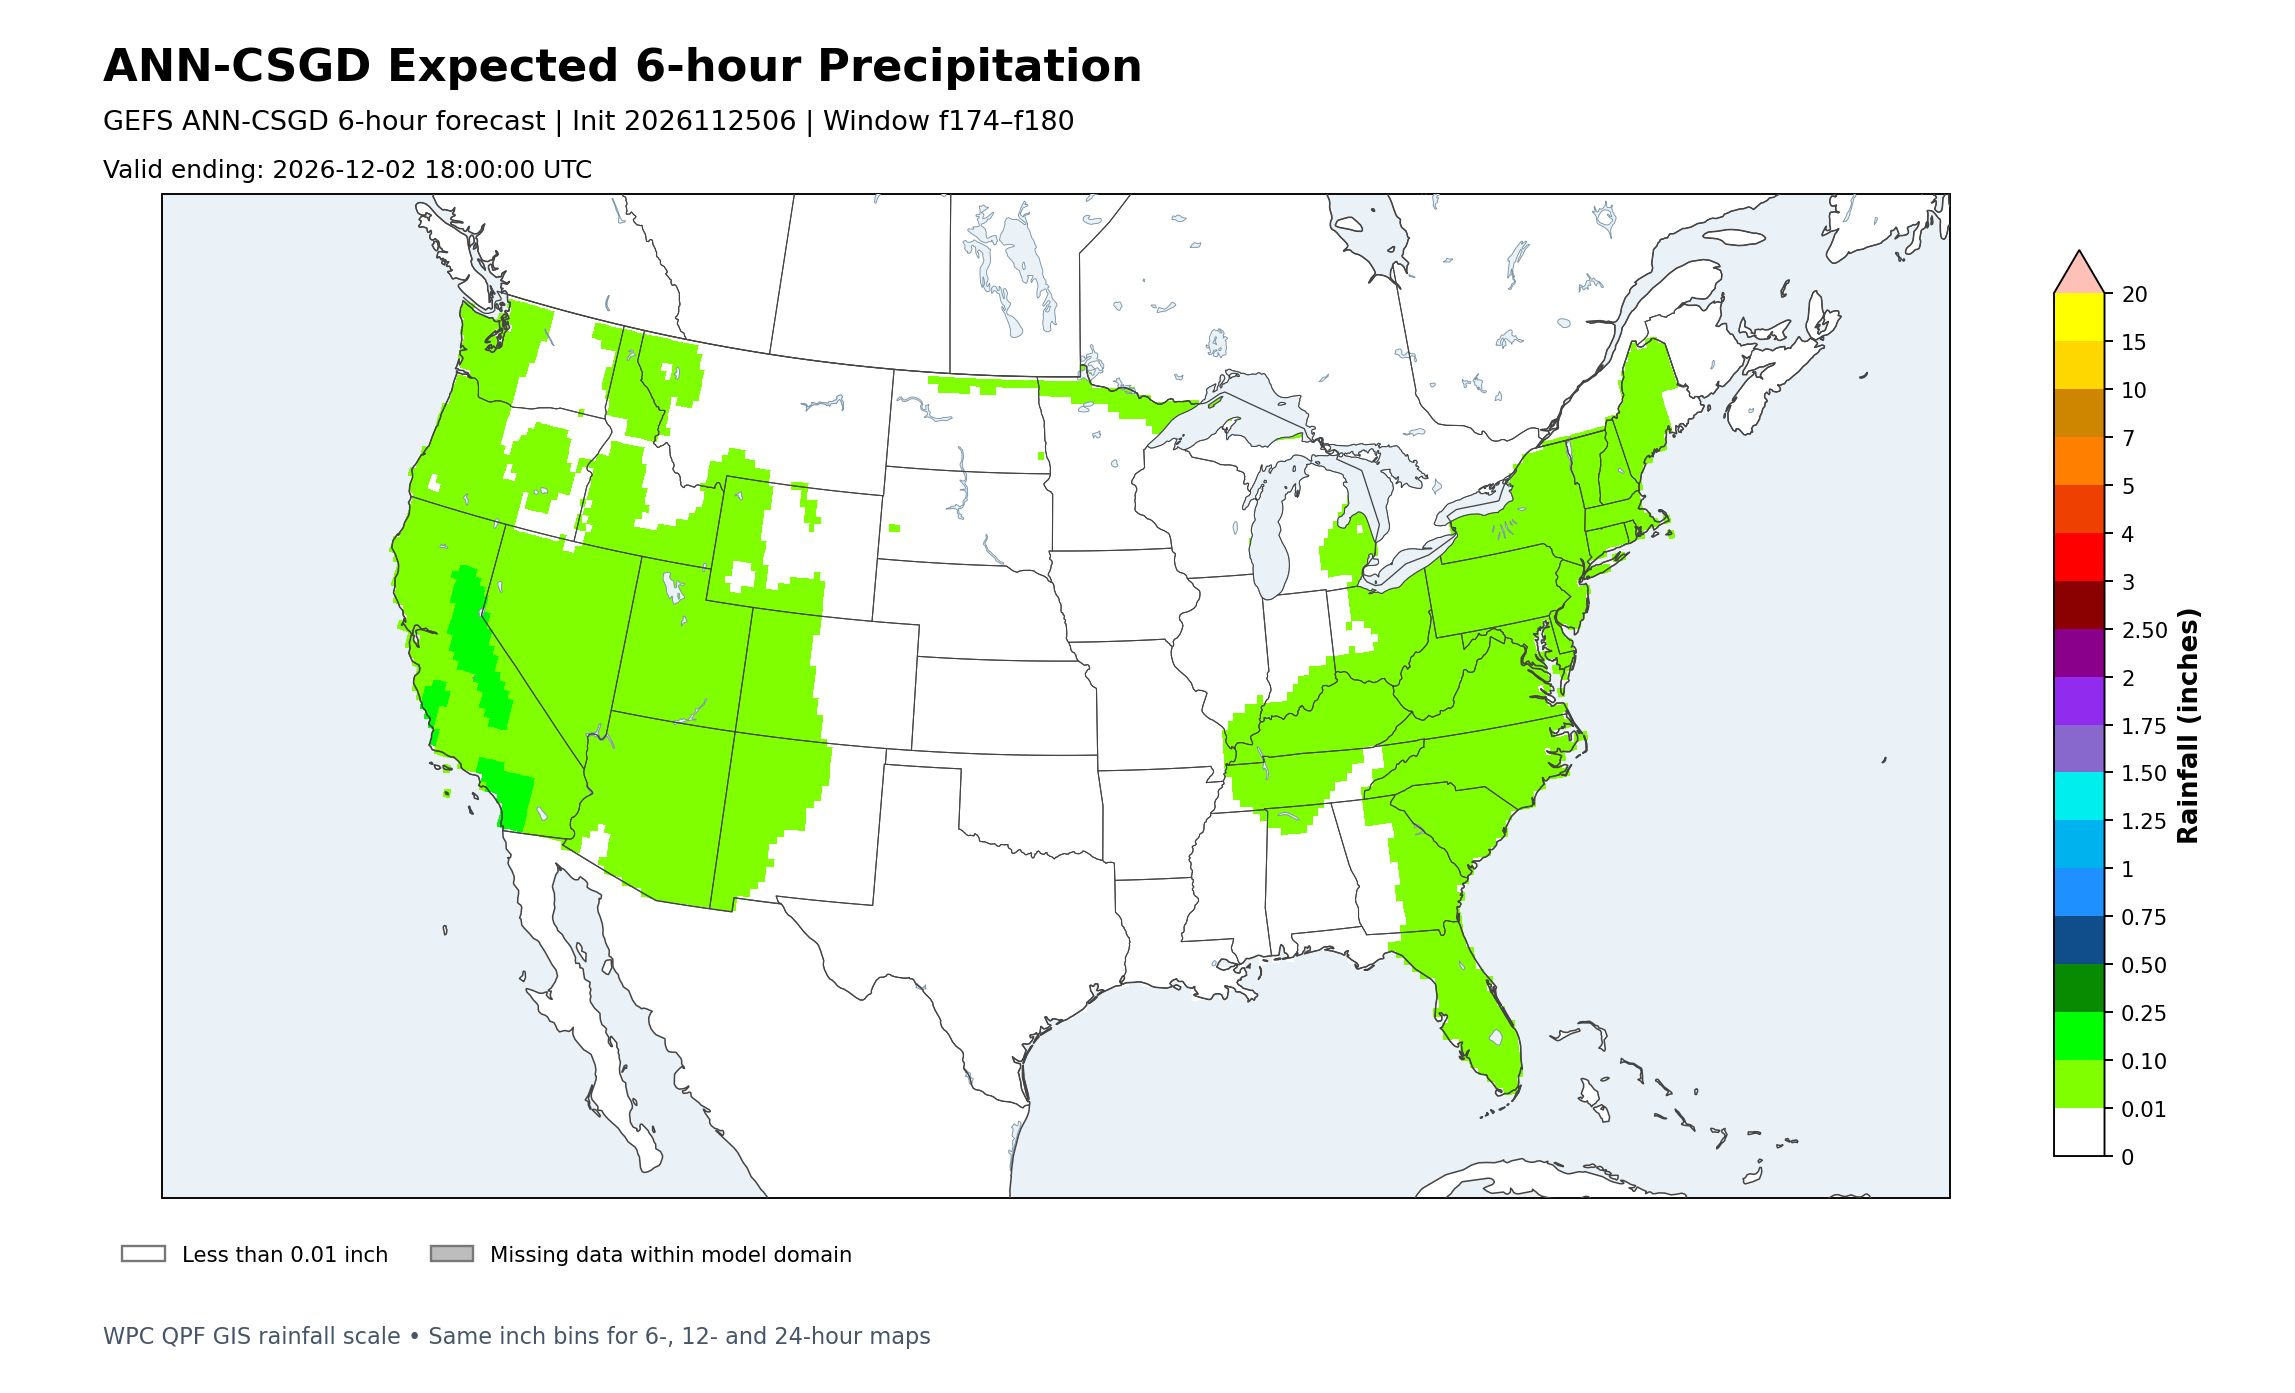 ANN-CSGD Expected 6-hour Precipitation
GEFS ANN-CSGD 6-hour forecast | Init 2026112506 | Window f174–f180
Valid ending: 2026-12-02 18:00:00 UTC
20
15
10
7
5
4
3
2.50
2
1.75
1.50
1.25
1
0.75
0.50
0.25
0.10
0.01
0
Rainfall (inches)
Less than 0.01 inch
Missing data within model domain
WPC QPF GIS rainfall scale • Same inch bins for 6-, 12- and 24-hour maps